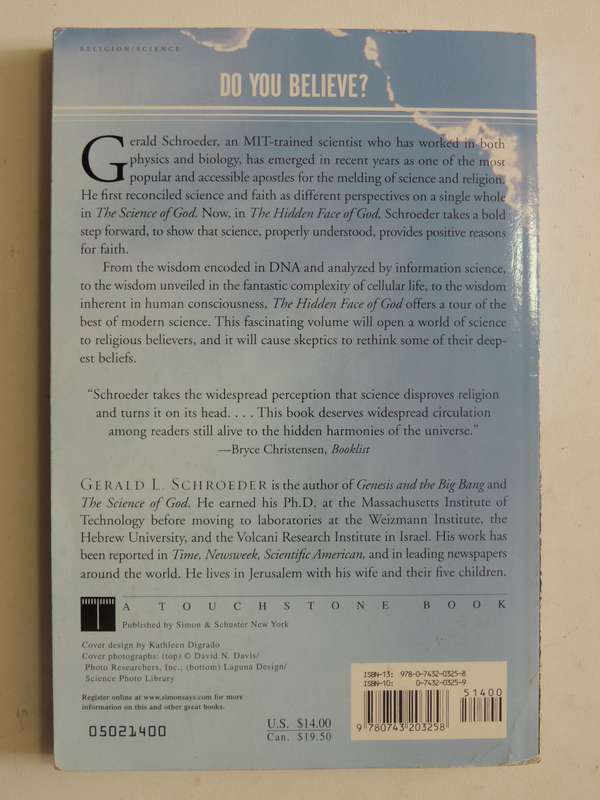 RELIGION/SCIENCE
DO YOU BELIEVE?
Gerald Schroeder, an MIT-trained scientist who has worked in both
physics and biology, has emerged in recent years as one of the most
popular and accessible apostles for the melding of science and religion.
He first reconciled science and faith as different perspectives on a single whole
in The Science of God. Now, in The Hidden Face of God, Schroeder takes a bold
step forward, to show that science, properly understood, provides positive reasons
for faith.
From the wisdom encoded in DNA and analyzed by information science,
to the wisdom unveiled in the fantastic complexity of cellular life, to the wisdom
inherent in human consciousness, The Hidden Face of God offers a tour of the
best of modern science. This fascinating volume will open a world of science
to religious believers, and it will cause skeptics to rethink some of their deep-
est beliefs.
“Schroeder takes the widespread perception that science disproves religion
and turns it on its head. . . . This book deserves widespread circulation
among readers still alive to the hidden harmonies of the universe.”
—Bryce Christensen, Booklist
GERALD L. SCHROEDER is the author of Genesis and the Big Bang and
The Science of God. He earned his Ph.D. at the Massachusetts Institute of
Technology before moving to laboratories at the Weizmann Institute, the
Hebrew University, and the Volcani Research Institute in Israel. His work has
been reported in Time, Newsweek, Scientific American, and in leading newspapers
around the world. He lives in Jerusalem with his wife and their five children.
A TOUCHSTONE BOOK
Published by Simon & Schuster New York
Cover design by Kathleen Digrado
Cover photographs: (top) © David N. Davis/
Photo Researchers, Inc.; (bottom) Laguna Design/
Science Photo Library
Register online at www.simonsays.com for more
information on this and other great books.
05021400
U.S. $14.00
Can. $19.50
ISBN-13: 978-0-7432-0325-8
ISBN-10: 0-7432-0325-9
51400
9 780743 203258